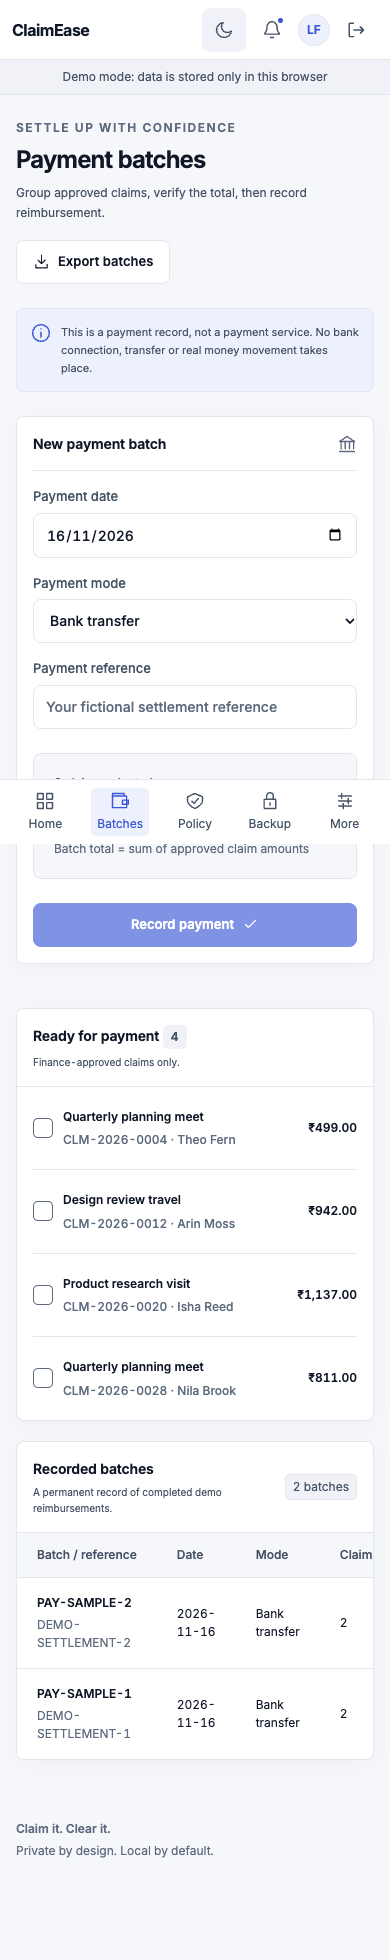 ClaimEase
LF
Demo mode: data is stored only in this browser
SETTLE UP WITH CONFIDENCE
Payment batches
Group approved claims, verify the total, then record
reimbursement.
Export batches
This is a payment record, not a payment service. No bank
connection, transfer or real money movement takes
place.
New payment batch
Payment date
16/11/2026
Payment mode
Bank transfer
Payment reference
Your fictional settlement reference
Home
Batches
Policy
Backup
More
Batch total = sum of approved claim amounts
Record payment
Ready for payment 4
Finance-approved claims only.
Quarterly planning meet
CLM-2026-0004 · Theo Fern
₹499.00
Design review travel
CLM-2026-0012 · Arin Moss
₹942.00
Product research visit
CLM-2026-0020 · Isha Reed
₹1,137.00
Quarterly planning meet
CLM-2026-0028 · Nila Brook
₹811.00
Recorded batches
A permanent record of completed demo
reimbursements.
2 batches
Batch / reference Date Mode Claim
PAY-SAMPLE-2
DEMO-
SETTLEMENT-2
2026-
11-16
Bank
transfer
2
PAY-SAMPLE-1
DEMO-
SETTLEMENT-1
2026-
11-16
Bank
transfer
2
Claim it. Clear it.
Private by design. Local by default.